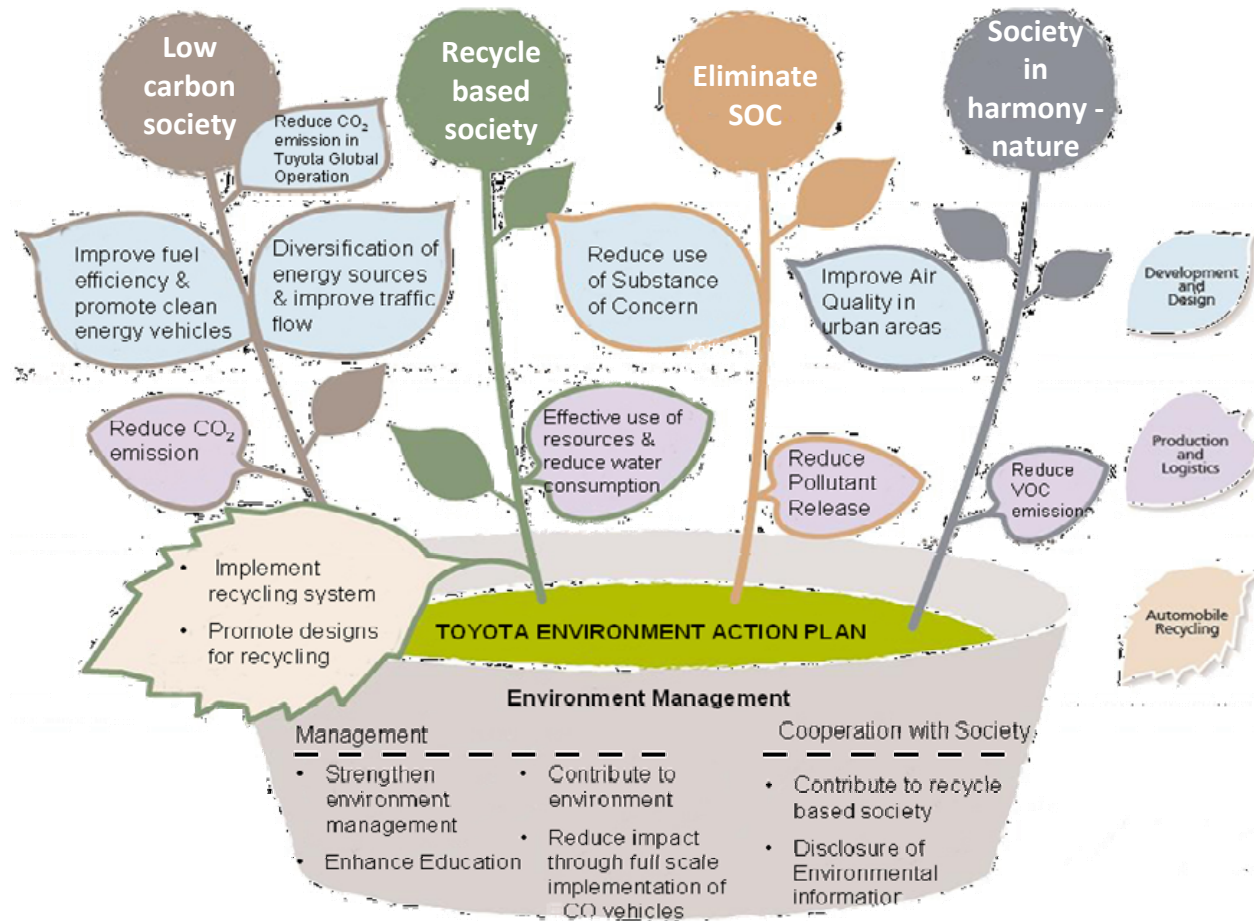 Low
carbon
society
Recycle
based
society
Eliminate
SOC
Society
in
harmony -
nature
Reduce CO₂
emission in
Tuyula Global
Operation
Improve fuel
efficiency &
promote clean
energy vehicles
Diversification of
energy sources
& improve traffic
flow
Reduce use
of Substance
of Concern
Improve Air
Quality in
urban areas
Development
and
Design
Reduce CO₂
emission
Effective use of
resources &
reduce water
consumption
Reduce
Pollutant
Release
Reduce
VOC
emissions
Production
and
Logistics
• Implement
recycling system
• Promote designs
for recycling
Automobile
Recycling
TOYOTA ENVIRONMENT ACTION PLAN
Environment Management
Management
• Strengthen
environment
management
• Enhance Education
• Contribute to
environment
• Reduce impact
through full scale
implementation of
CO vehicles
Cooperation with Society
• Contribute to recycle
based society
• Disclosure of
Environmental
information